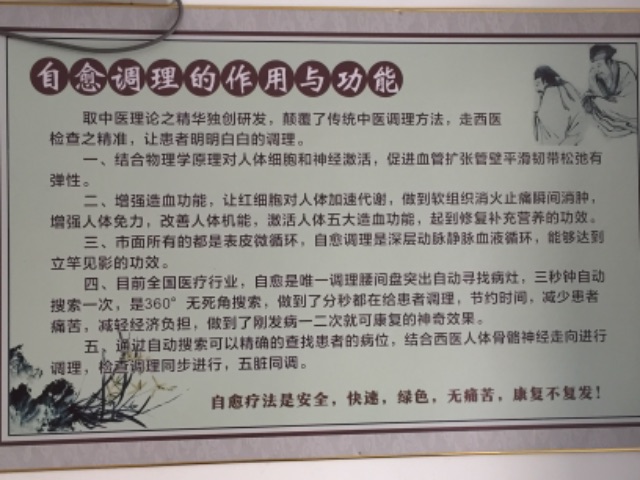 自愈调理的作用与功能
取中医理论之精华独创研发，颠覆了传统中医调理方法，走西医
检查之精准，让患者明明白白的调理。
一、结合物理学原理对人体细胞和神经激活，促进血管扩张管壁平滑韧带松弛有
弹性。
二、增强造血功能，让红细胞对人体加速代谢，做到软组织消火止痛瞬间消肿，
增强人体免力，改善人体机能，激活人体五大造血功能，起到修复补充营养的功效。
三、市面所有的都是表皮微循环，自愈调理是深层动脉静脉血液循环，能够达到
立竿见影的功效。
四、目前全国医疗行业，自愈是唯一调理腰间盘突出自动寻找病灶，三秒钟自动
搜索一次，是360°无死角搜索，做到了分秒都在给患者调理，节约时间，减少患者
痛苦，减轻经济负担，做到了刚发病一二次就可康复的神奇效果。
五、通过自动搜索可以精确的查找患者的病位，结合西医人体骨骼神经走向进行
调理，检查调理同步进行，五脏同调。
自愈疗法是安全，快速，绿色，无痛苦，康复不复发！